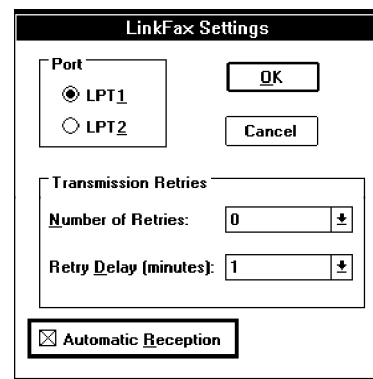 LinkFax Settings
Port
LPT1
LPT2
OK
Cancel
Transmission Retries
Number of Retries: 0
Retry Delay (minutes): 1
Automatic Reception